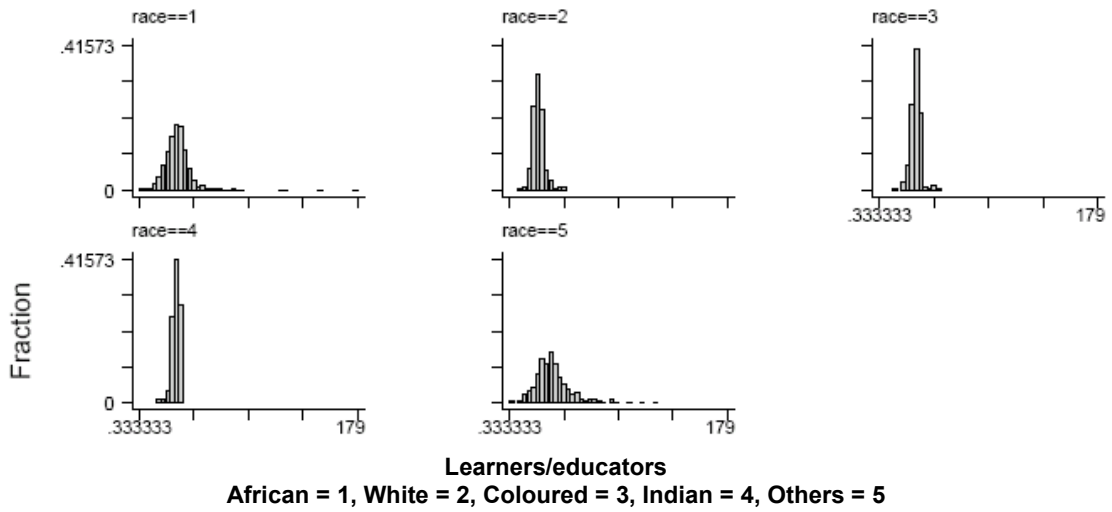 race==1
race==2
race==3
.41573
0
.333333
179
race==4
race==5
.41573
0
.333333
179
.333333
179
Fraction
Learners/educators
African = 1, White = 2, Coloured = 3, Indian = 4, Others = 5